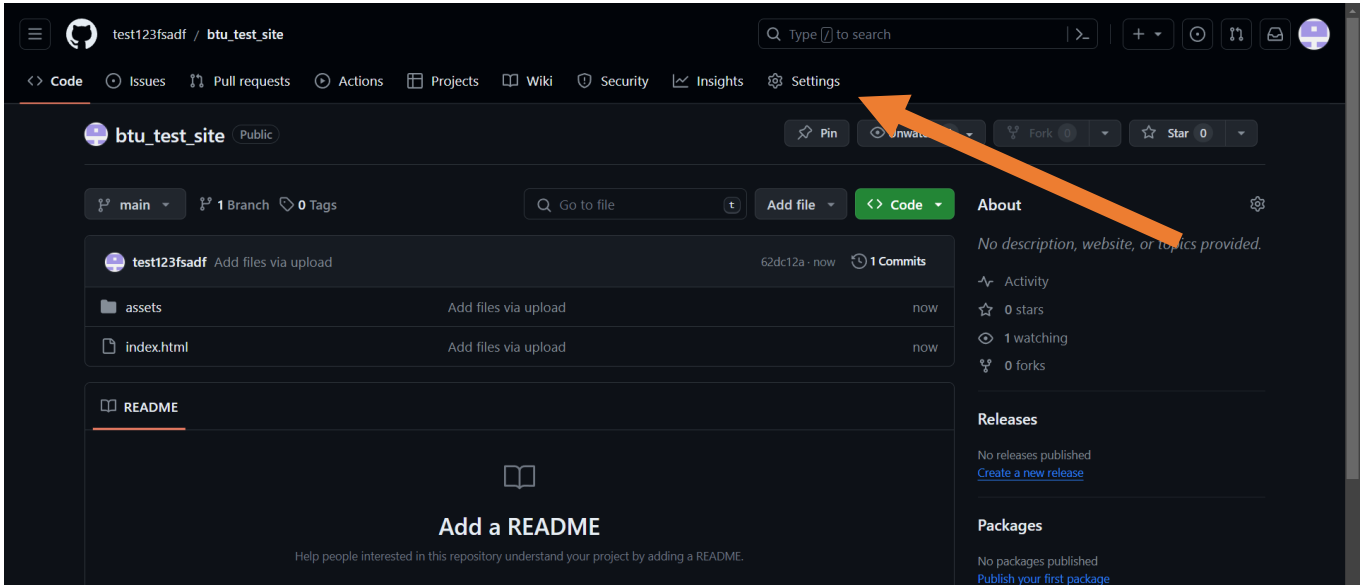 test123fsadf / btu_test_site
Type / to search
Code Issues Pull requests Actions Projects Wiki Security Insights Settings
btu_test_site Public
Pin Fork 0 Star 0
main 1 Branch 0 Tags Go to file t Add file Code
About
No description, website, or topics provided.
test123fsadf Add files via upload 62dc12a · now 1 Commits
Activity
assets Add files via upload now
0 stars
index.html Add files via upload now
1 watching
0 forks
README
Releases
No releases published
Create a new release
Add a README
Help people interested in this repository understand your project by adding a README.
Packages
No packages published
Publish your first package